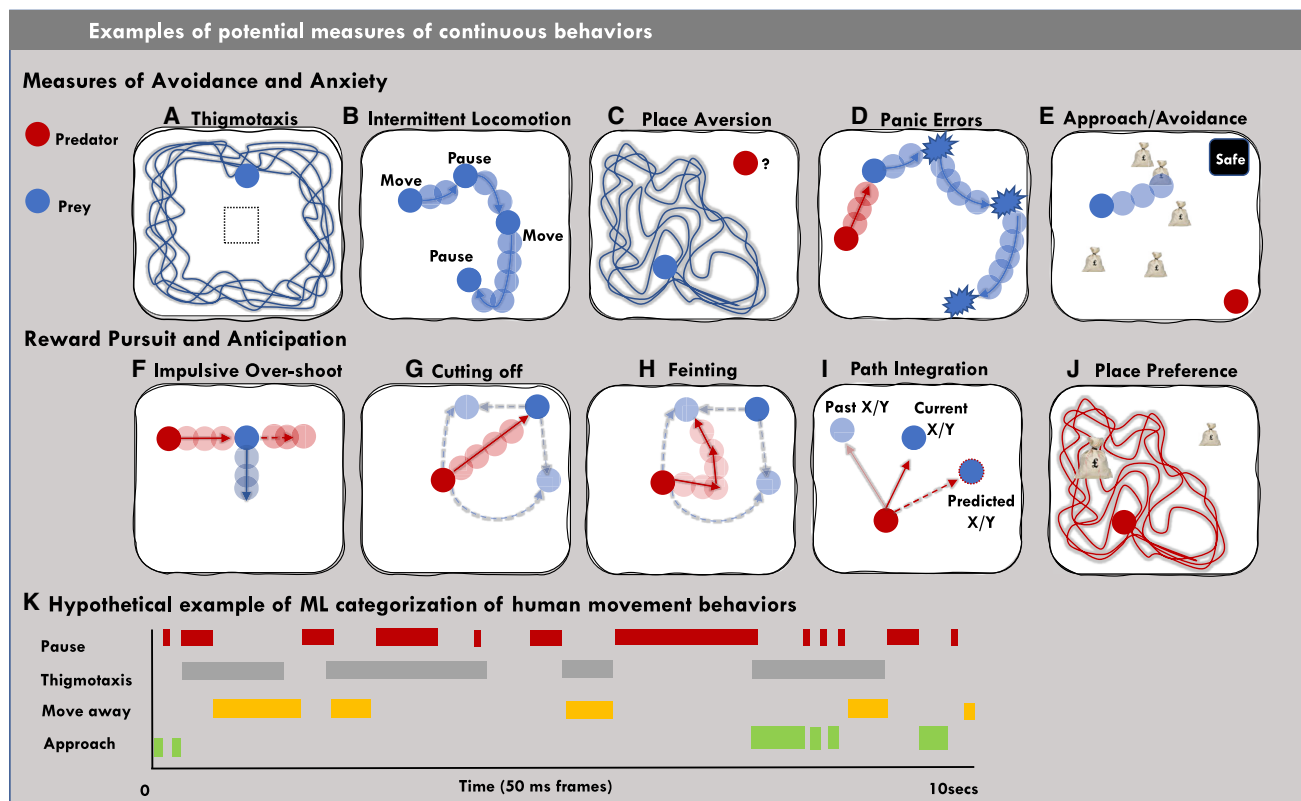 Examples of potential measures of continuous behaviors
Measures of Avoidance and Anxiety
Predator
Prey
A Thigmotaxis
B Intermittent Locomotion
Move
Pause
Move
Pause
C Place Aversion
?
D Panic Errors
E Approach/Avoidance
Safe
£
£
£
£
£
Reward Pursuit and Anticipation
F Impulsive Over-shoot
G Cutting off
H Feinting
I Path Integration
Past X/Y
Current
X/Y
Predicted
X/Y
J Place Preference
£
£
K Hypothetical example of ML categorization of human movement behaviors
Pause
Thigmotaxis
Move away
Approach
0
Time (50 ms frames)
10secs